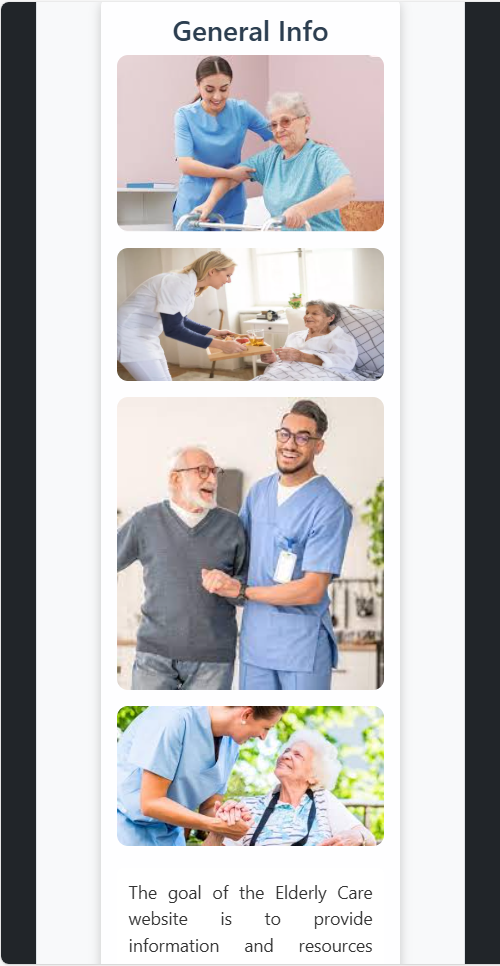 General Info
The goal of the Elderly Care
website is to provide
information and resources